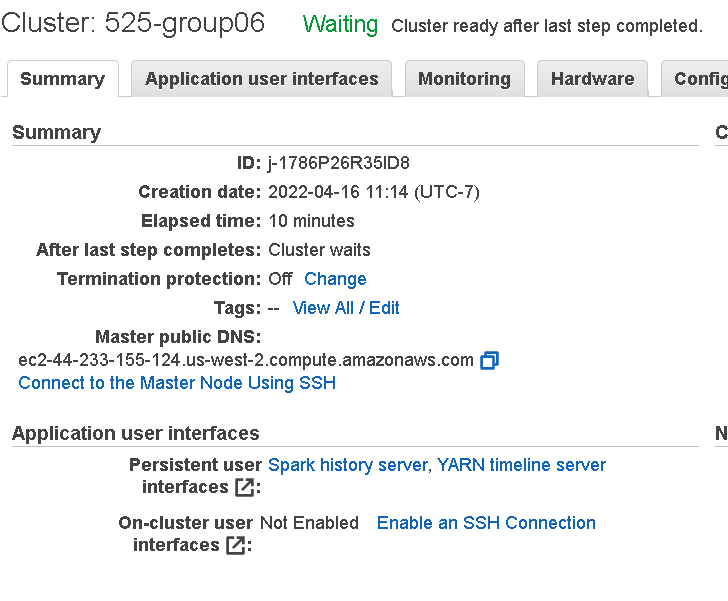 Cluster: 525-group06 Waiting Cluster ready after last step completed.
Summary Application user interfaces Monitoring Hardware Config
Summary C
ID: j-1786P26R35ID8
Creation date: 2022-04-16 11:14 (UTC-7)
Elapsed time: 10 minutes
After last step completes: Cluster waits
Termination protection: Off Change
Tags: -- View All / Edit
Master public DNS:
ec2-44-233-155-124.us-west-2.compute.amazonaws.com
Connect to the Master Node Using SSH
Application user interfaces N
Persistent user Spark history server, YARN timeline server
interfaces :
On-cluster user Not Enabled Enable an SSH Connection
interfaces :